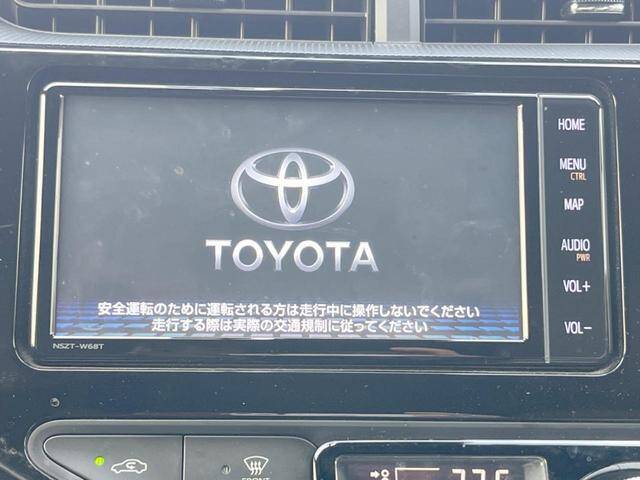 TOYOTA
安全運転のために運転される方は走行中に操作しないでください
走行する際は実際の交通規制に従ってください
NSZT-W68T
HOME
MENU
CTRL
MAP
AUDIO
PWR
VOL+
VOL-
FRONT